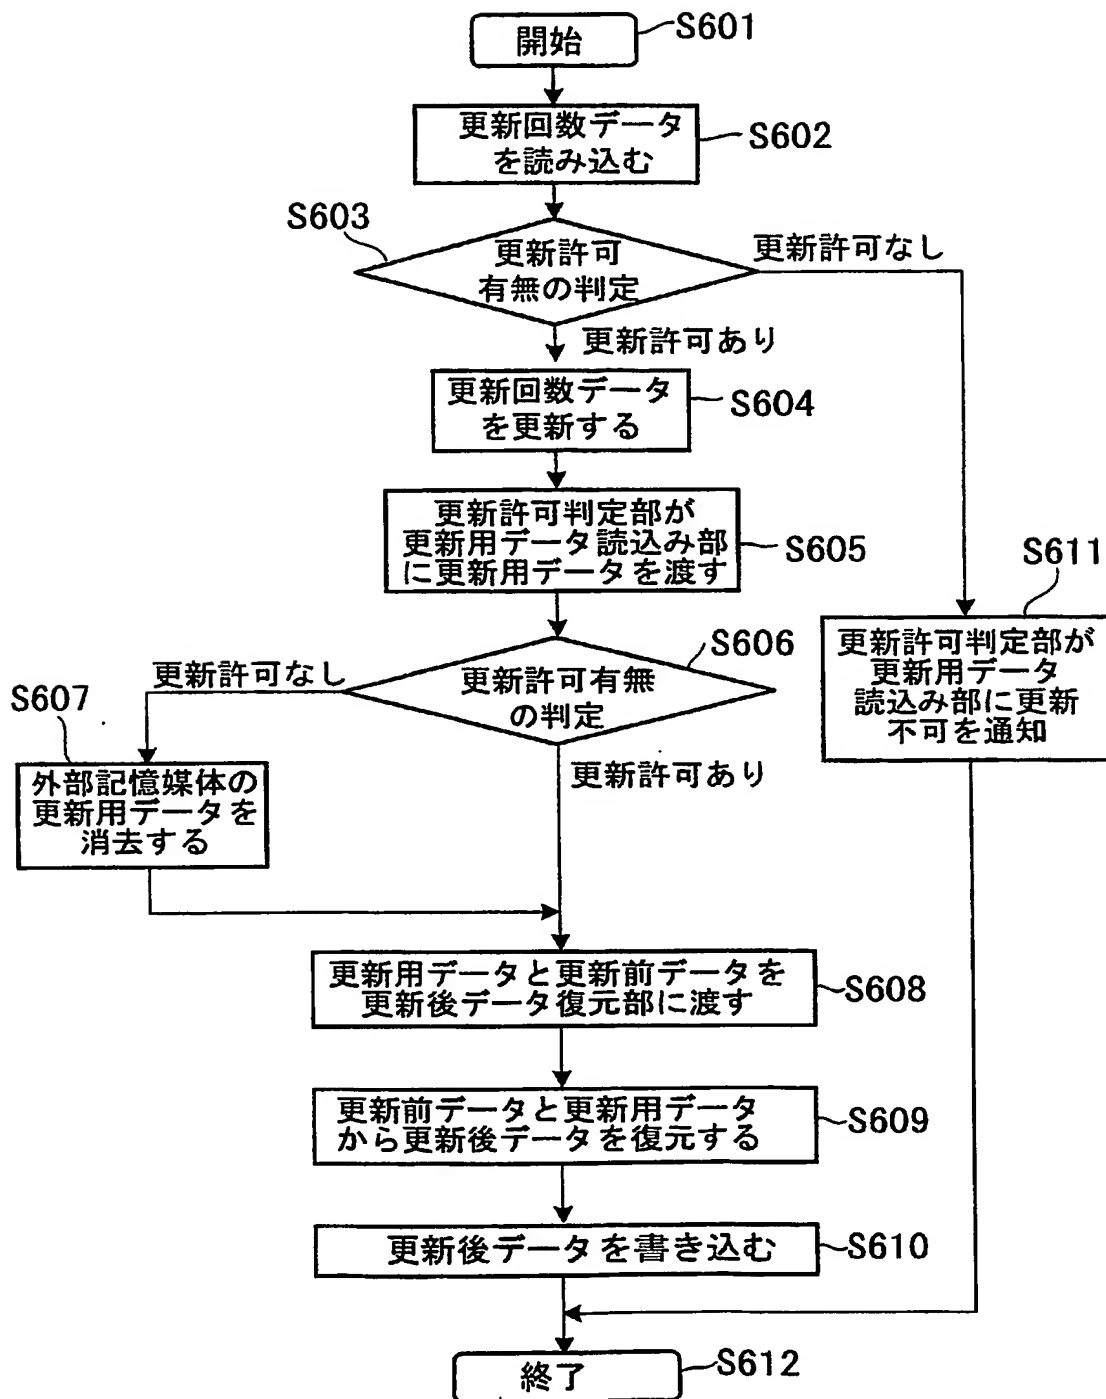 開始
S601
更新回数データ
を読み込む
S602
S603
更新許可
有無の判定
更新許可なし
更新許可あり
更新回数データ
を更新する
S604
更新許可判定部が
更新用データ読込み部
に更新用データを渡す
S605
S611
更新許可判定部が
更新用データ
読込み部に更新
不可を通知
S606
更新許可有無
の判定
更新許可なし
S607
外部記憶媒体の
更新用データを
消去する
更新許可あり
更新用データと更新前データを
更新後データ復元部に渡す
S608
更新前データと更新用データ
から更新後データを復元する
S609
更新後データを書き込む
S610
終了
S612